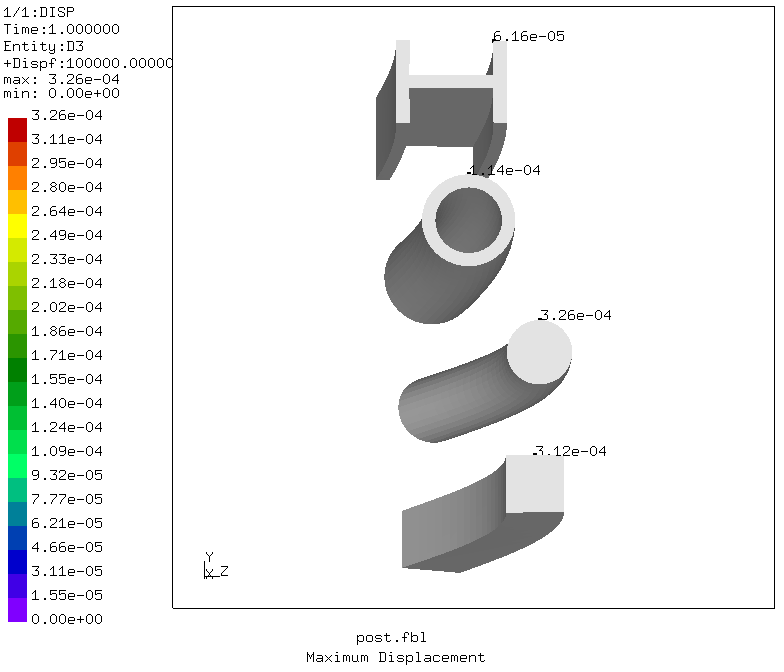 1/1:DISP
Time:1.000000
Entity:D3
+Dispf:100000.00000
max: 3.26e-04
min: 0.00e+00
3.26e-04
3.11e-04
2.95e-04
2.80e-04
2.64e-04
2.49e-04
2.33e-04
2.18e-04
2.02e-04
1.86e-04
1.71e-04
1.55e-04
1.40e-04
1.24e-04
1.09e-04
9.32e-05
7.77e-05
6.21e-05
4.66e-05
3.11e-05
1.55e-05
0.00e+00
6.16e-05
1.14e-04
3.26e-04
3.12e-04
Y
X Z
post.fbl
Maximum Displacement